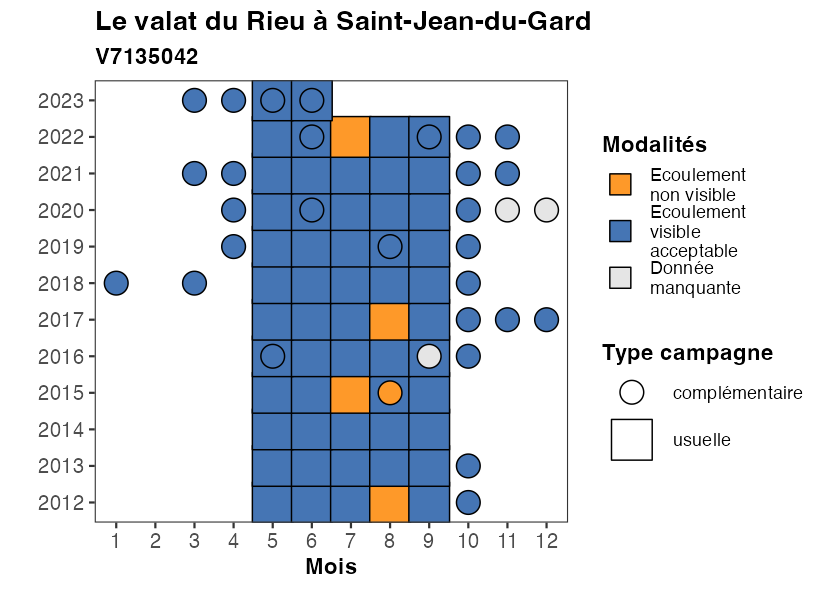 Le valat du Rieu à Saint-Jean-du-Gard
V7135042
2023
2022
2021
2020
2019
2018
2017
2016
2015
2014
2013
2012
1 2 3 4 5 6 7 8 9 10 11 12
Mois
Modalités
Ecoulement
non visible
Ecoulement
visible
acceptable
Donnée
manquante
Type campagne
complémentaire
usuelle